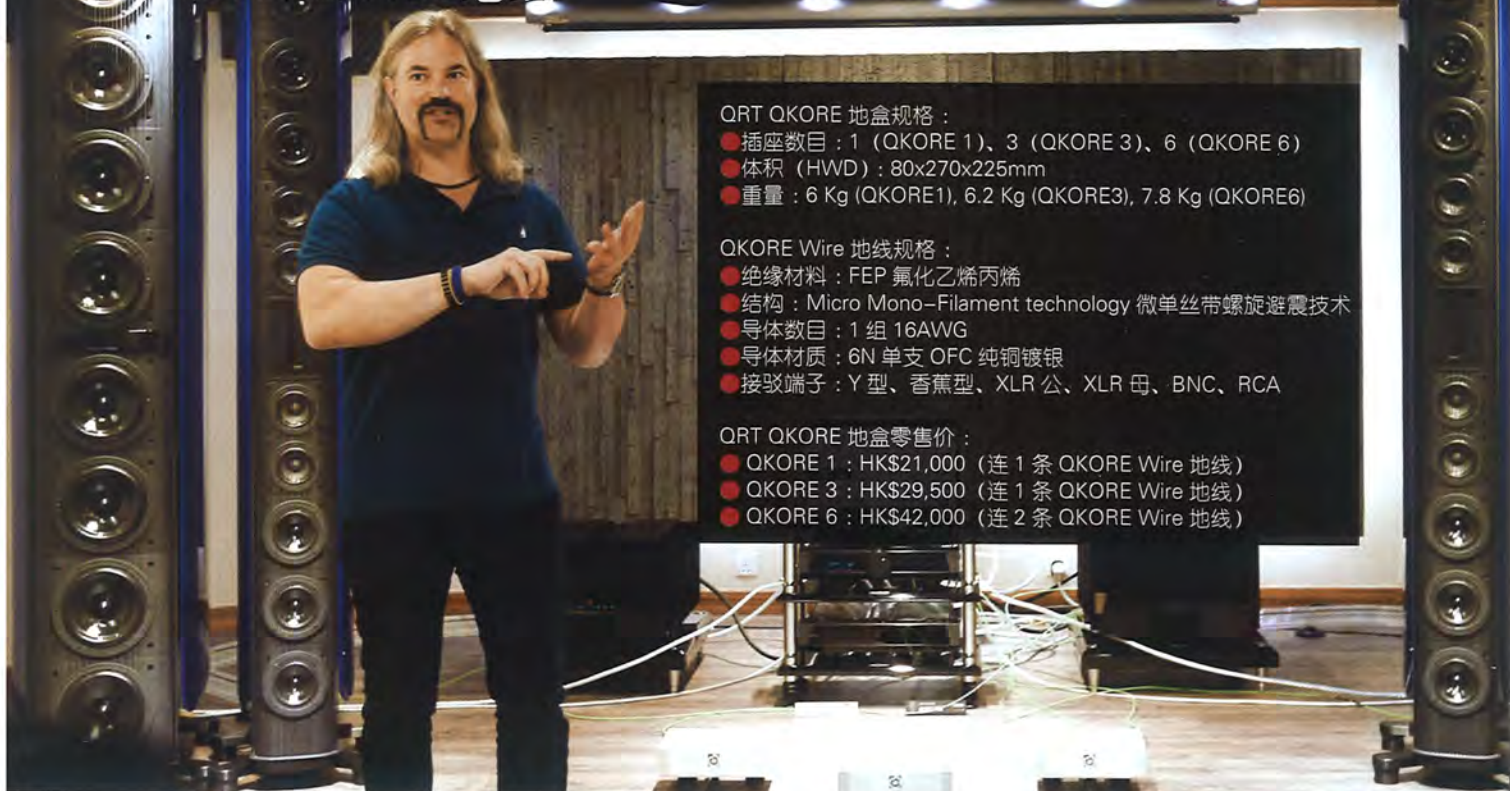 QRT QKORE 地盒规格：
●插座数目：1（QKORE 1）、3（QKORE 3）、6（QKORE 6）
●体积（HWD）：80x270x225mm
●重量：6 Kg (QKORE1), 6.2 Kg (QKORE3), 7.8 Kg (QKORE6)
QKORE Wire 地线规格：
●绝缘材料：FEP 氟化乙烯丙烯
●结构：Micro Mono-Filament technology 微单丝带螺旋避震技术
●导体数目：1 组 16AWG
●导体材质：6N 单支 OFC 纯铜镀银
●接驳端子：Y 型、香蕉型、XLR 公、XLR 母、BNC、RCA
QRT QKORE 地盒零售价：
● QKORE 1：HK$21,000（连 1 条 QKORE Wire 地线）
● QKORE 3：HK$29,500（连 1 条 QKORE Wire 地线）
● QKORE 6：HK$42,000（连 2 条 QKORE Wire 地线）